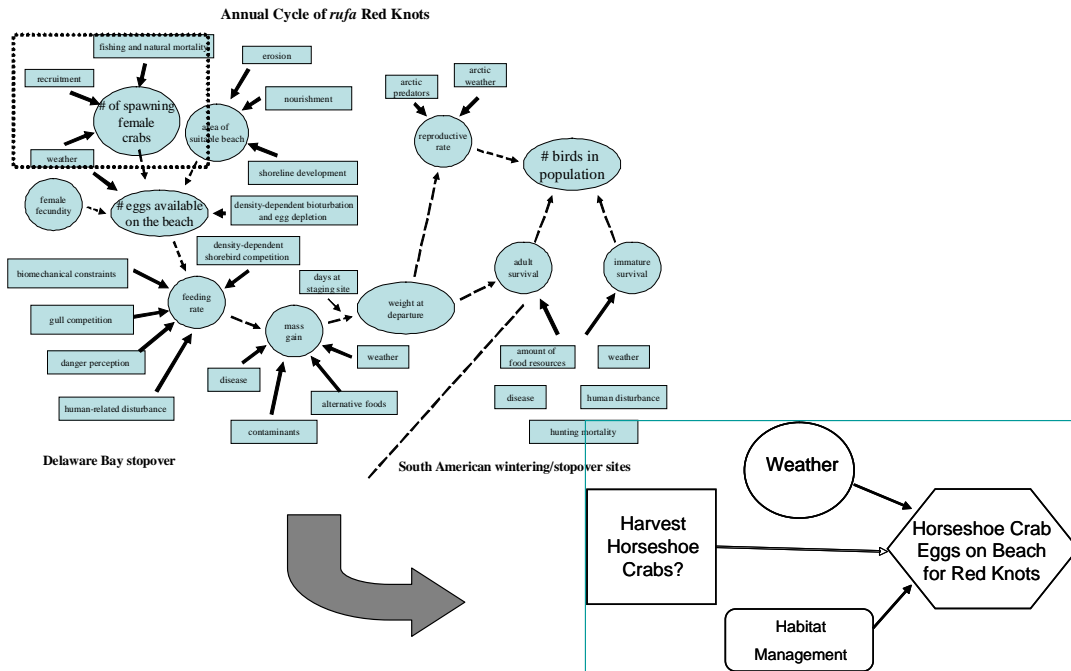 Annual Cycle of rufa Red Knots
fishing and natural mortality
recruitment
# of spawning
female
crabs
weather
erosion
nourishment
area of
suitable beach
shoreline development
female
fecundity
# eggs available
on the beach
density-dependent bioturbation
and egg depletion
arctic
predators
arctic
weather
reproductive
rate
# birds in
population
biomechanical constraints
density-dependent
shorebird competition
gull competition
feeding
rate
danger perception
human-related disturbance
mass
gain
disease
contaminants
alternative foods
weather
days at
staging site
weight at
departure
adult
survival
immature
survival
amount of
food resources
weather
disease
human disturbance
hunting mortality
Delaware Bay stopover
South American wintering/stopover sites
Weather
Harvest
Horseshoe
Crabs?
Horseshoe Crab
Eggs on Beach
for Red Knots
Habitat
Management